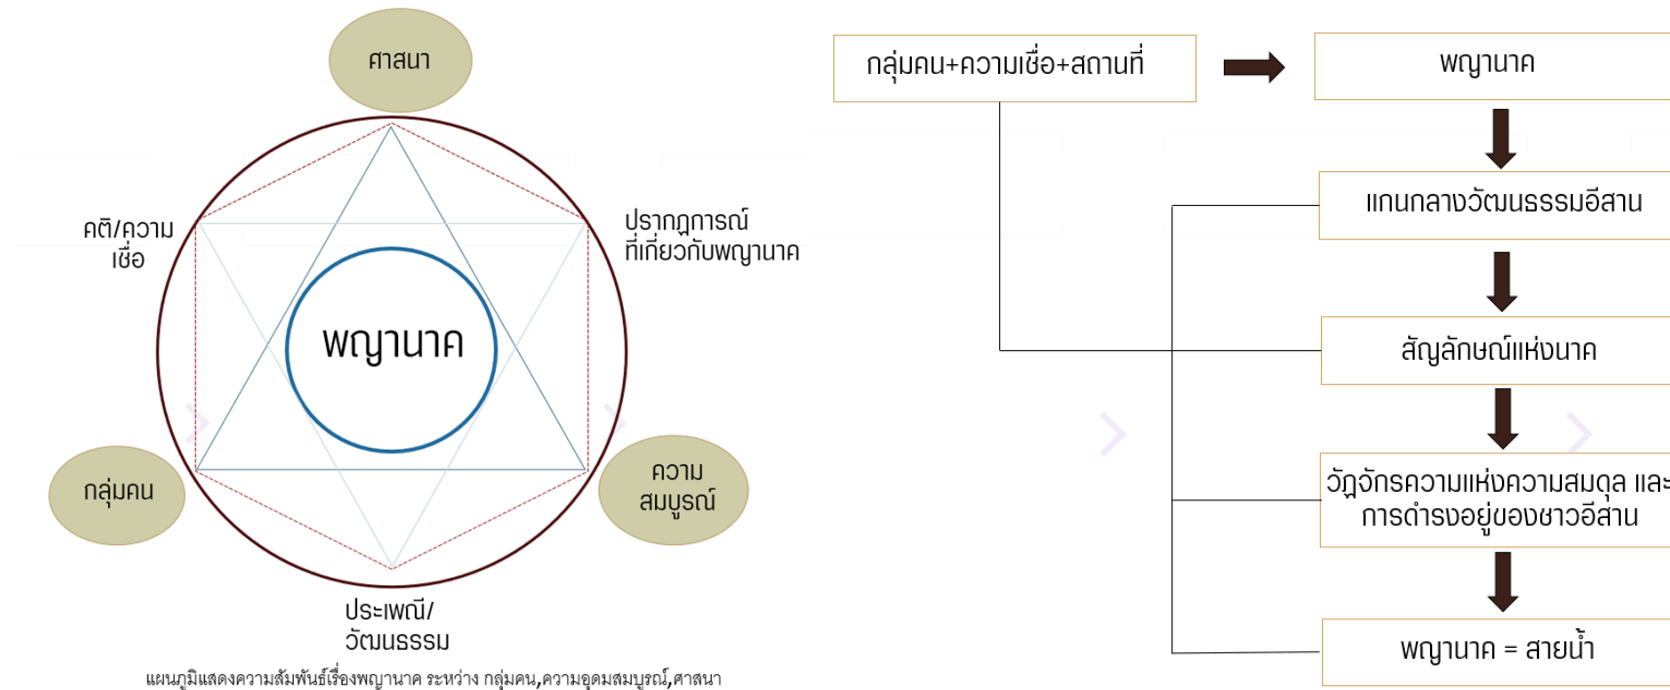 ศาสนา
คติ/ความ
เชื่อ
ปรากฏการณ์
ที่เกี่ยวกับพญานาค
พญานาค
กลุ่มคน
ความ
สมบูรณ์
ประเพณี/
วัฒนธรรม
แผนภูมิแสดงความสัมพันธ์เรื่องพญานาค ระหว่าง กลุ่มคน,ความอุดมสมบูรณ์,ศาสนา
กลุ่มคน+ความเชื่อ+สถานที่
พญานาค
แกนกลางวัฒนธรรมอีสาน
สัญลักษณ์แห่งนาค
วัฏจักรความแห่งความสมดุล และ
การดำรงอยู่ของชาวอีสาน
พญานาค = สายน้ำ